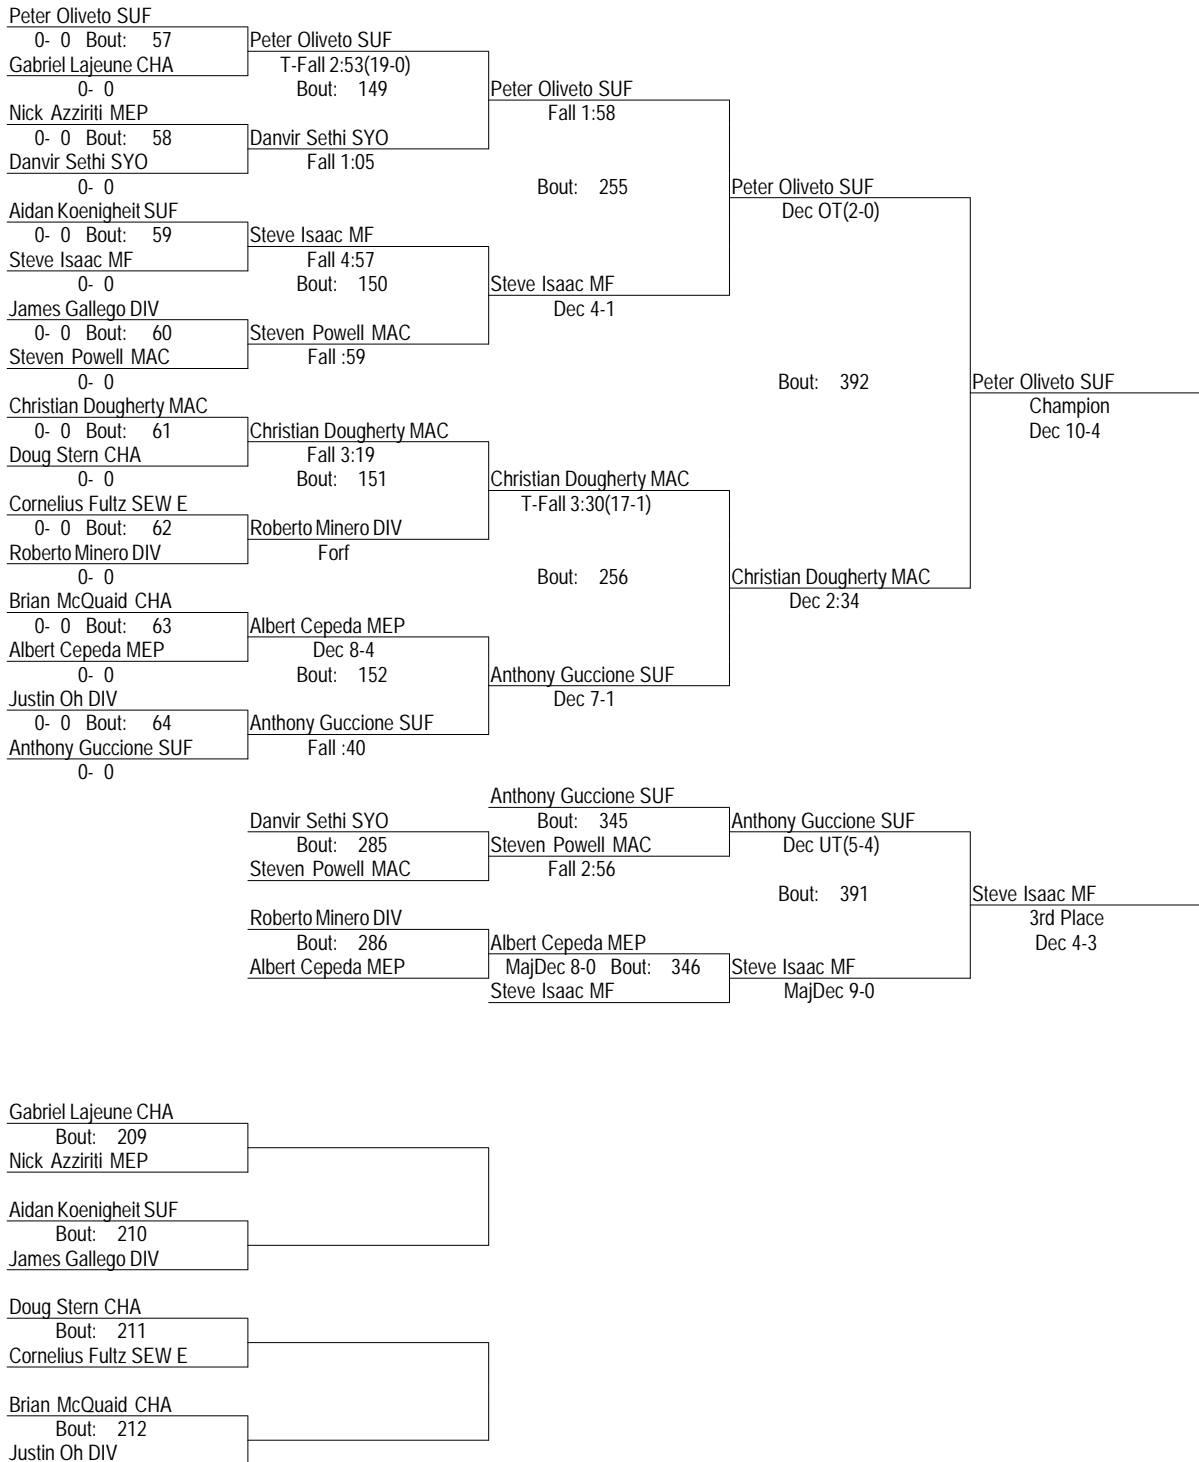 Peter Oliveto SUF
0- 0 Bout: 57
Peter Oliveto SUF
Gabriel Lajeune CHA
T-Fall 2:53(19-0)
0- 0
Bout: 149
Peter Oliveto SUF
Nick Azziriti MEP
Fall 1:58
0- 0 Bout: 58
Danvir Sethi SYO
Danvir Sethi SYO
Fall 1:05
0- 0
Bout: 255
Peter Oliveto SUF
Aidan Koenigheit SUF
Dec OT(2-0)
0- 0 Bout: 59
Steve Isaac MF
Steve Isaac MF
Fall 4:57
0- 0
Bout: 150
Steve Isaac MF
James Gallego DIV
Dec 4-1
0- 0 Bout: 60
Steven Powell MAC
Steven Powell MAC
Fall :59
0- 0
Bout: 392
Peter Oliveto SUF
Christian Dougherty MAC
Champion
0- 0 Bout: 61
Christian Dougherty MAC
Dec 10-4
Doug Stern CHA
Fall 3:19
0- 0
Bout: 151
Christian Dougherty MAC
Cornelius Fultz SEW E
T-Fall 3:30(17-1)
0- 0 Bout: 62
Roberto Minero DIV
Roberto Minero DIV
Forf
0- 0
Bout: 256
Christian Dougherty MAC
Brian McQuaid CHA
Dec 2:34
0- 0 Bout: 63
Albert Cepeda MEP
Albert Cepeda MEP
Dec 8-4
0- 0
Bout: 152
Anthony Guccione SUF
Justin Oh DIV
Dec 7-1
0- 0 Bout: 64
Anthony Guccione SUF
Anthony Guccione SUF
Fall :40
0- 0
Anthony Guccione SUF
Danvir Sethi SYO
Bout: 345
Anthony Guccione SUF
Bout: 285
Steven Powell MAC
Dec UT(5-4)
Steven Powell MAC
Fall 2:56
Bout: 391
Steve Isaac MF
Roberto Minero DIV
3rd Place
Bout: 286
Albert Cepeda MEP
Dec 4-3
Albert Cepeda MEP
MajDec 8-0 Bout: 346
Steve Isaac MF
Steve Isaac MF
MajDec 9-0
Gabriel Lajeune CHA
Bout: 209
Nick Azziriti MEP
Aidan Koenigheit SUF
Bout: 210
James Gallego DIV
Doug Stern CHA
Bout: 211
Cornelius Fultz SEW E
Brian McQuaid CHA
Bout: 212
Justin Oh DIV